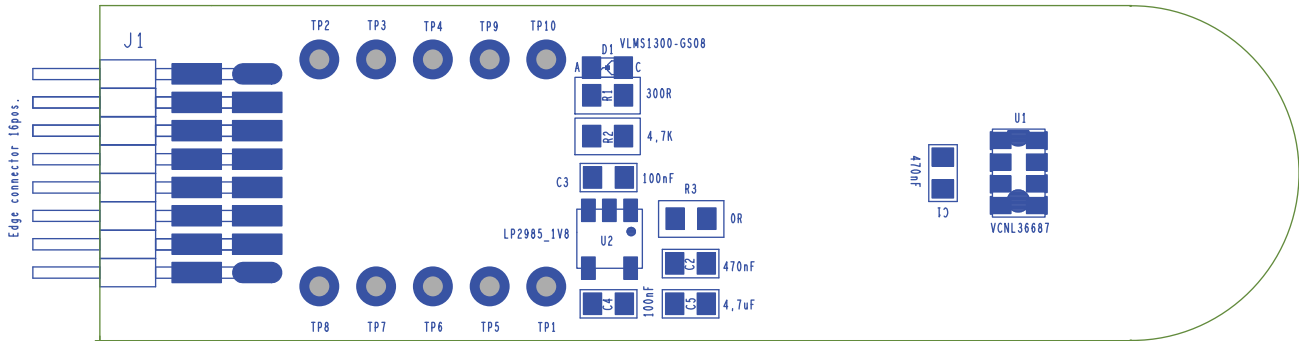 J1
Edge connector 16pos.
TP2
TP3
TP4
TP9
TP10
D1
VLMS1300-GS08
A
C
R1
300R
R2
4,7K
C3
100nF
R3
0R
LP2985_1V8
U2
C2
470nF
C4
100nF
C5
4,7uF
TP8
TP7
TP6
TP5
TP1
470nF
C1
U1
VCNL36687